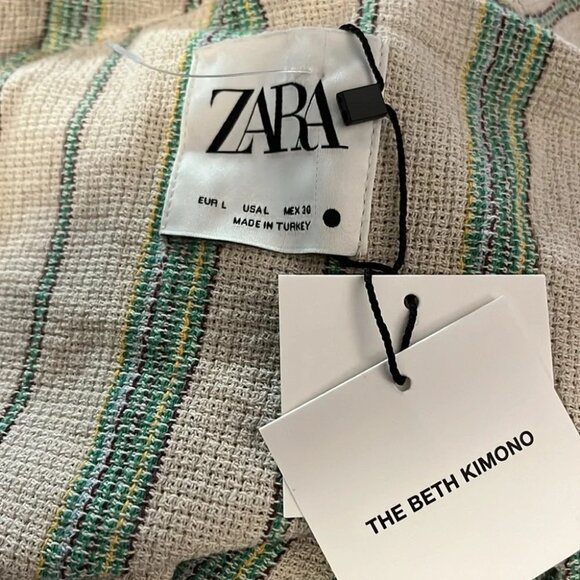 ZARA
EUR L USA L MEX 30
MADE IN TURKEY
THE BETH KIMONO